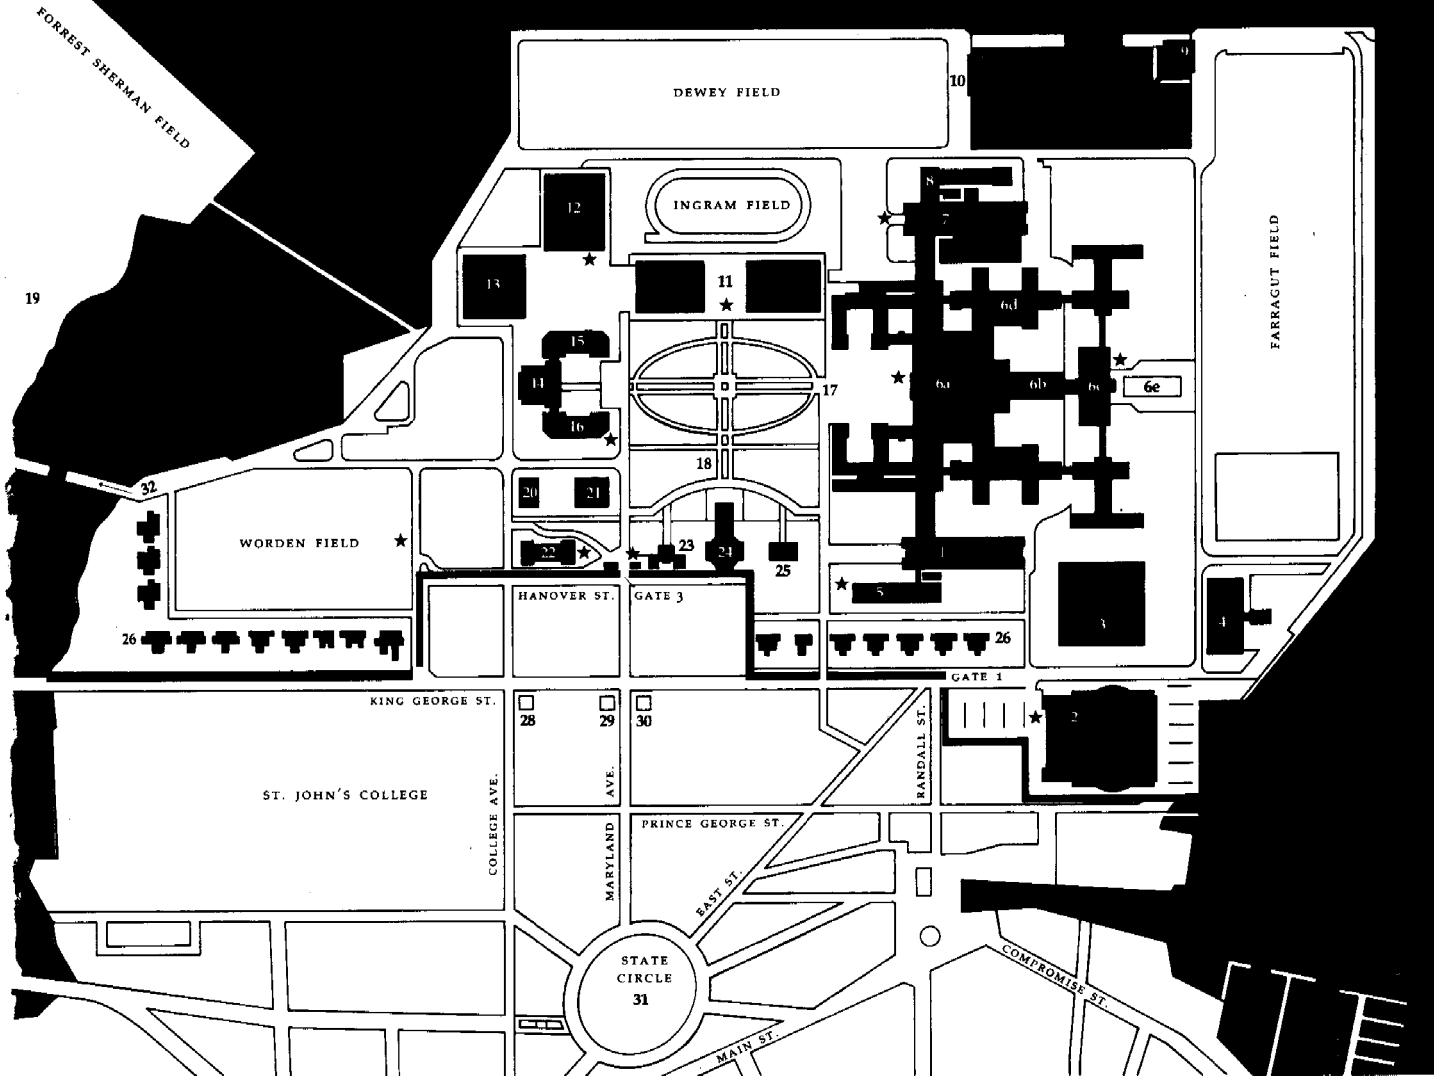 FORREST SHERMAN FIELD
DEWEY FIELD
10
9
12
INGRAM FIELD
8
7
FARRAGUT FIELD
13
11
19
6d
15
14
17
6a
6b
6c
6e
16
18
32
20
21
WORDEN FIELD
22
23
24
25
1
HANOVER ST.
GATE 3
5
3
4
26
26
GATE 1
KING GEORGE ST.
28
29
30
2
RANDALL ST.
ST. JOHN'S COLLEGE
COLLEGE AVE.
MARYLAND AVE.
PRINCE GEORGE ST.
EAST ST.
STATE
CIRCLE
31
COMPROMISE ST.
MAIN ST.